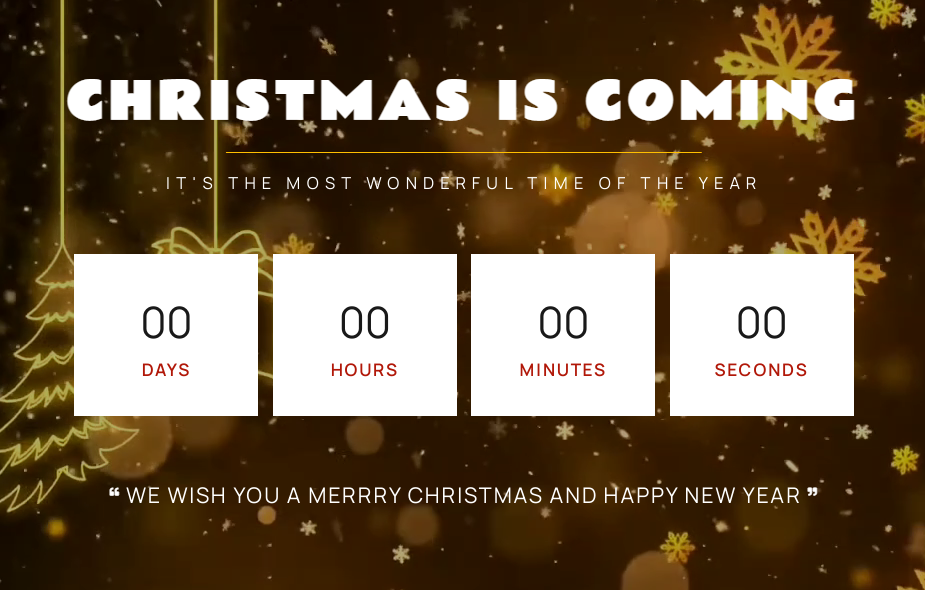 CHRISTMAS IS COMING
IT'S THE MOST WONDERFUL TIME OF THE YEAR
00 00 00 00
DAYS HOURS MINUTES SECONDS
❝ WE WISH YOU A MERRRY CHRISTMAS AND HAPPY NEW YEAR ❞